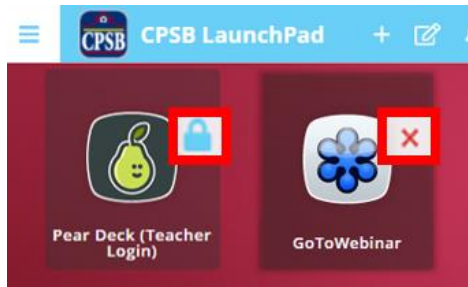 CPSB
CPSB LaunchPad
Pear Deck (Teacher
Login)
GoToWebinar